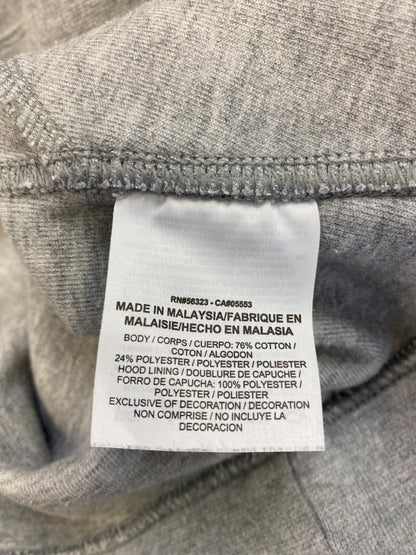 RN#56323 - CA#05553
MADE IN MALAYSIA/FABRIQUE EN
MALAISIE/HECHO EN MALASIA
BODY / CORPS / CUERPO: 76% COTTON /
COTON / ALGODON
24% POLYESTER / POLYESTER / POLIESTER
HOOD LINING / DOUBLURE DE CAPUCHE /
FORRO DE CAPUCHA: 100% POLYESTER /
POLYESTER / POLIESTER
EXCLUSIVE OF DECORATION / DECORATION
NON COMPRISE / NO INCLUYE LA
DECORACION